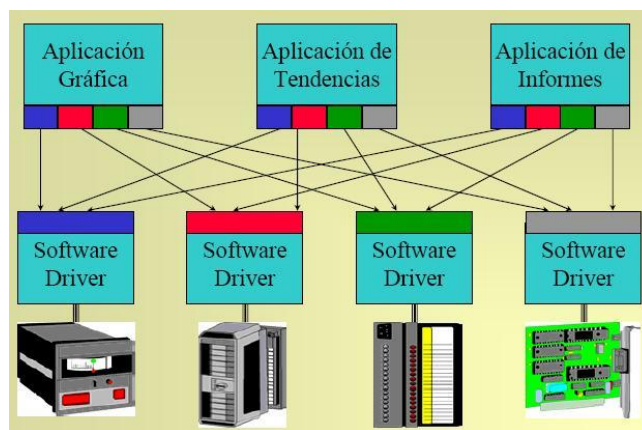 Aplicación
Gráfica
Aplicación de
Tendencias
Aplicación de
Informes
Software
Driver
Software
Driver
Software
Driver
Software
Driver